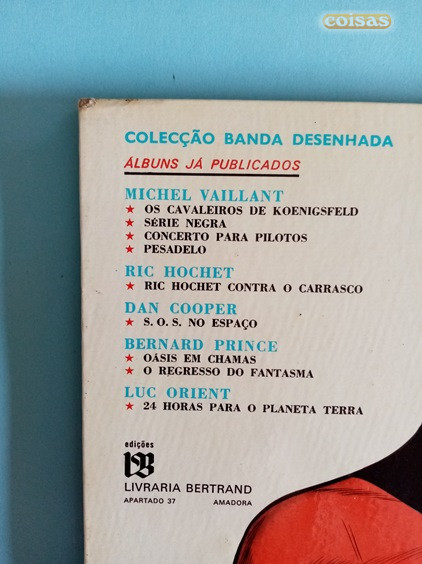 coisas
COLECÇÃO BANDA DESENHADA
ÁLBUNS JÁ PUBLICADOS
MICHEL VAILLANT
★ OS CAVALEIROS DE KOENIGSFELD
★ SÉRIE NEGRA
★ CONCERTO PARA PILOTOS
★ PESADELO
RIC HOCHET
★ RIC HOCHET CONTRA O CARRASCO
DAN COOPER
★ S. O. S. NO ESPAÇO
BERNARD PRINCE
★ OÁSIS EM CHAMAS
★ O REGRESSO DO FANTASMA
LUC ORIENT
★ 24 HORAS PARA O PLANETA TERRA
edições
B
LIVRARIA BERTRAND
APARTADO 37 AMADORA